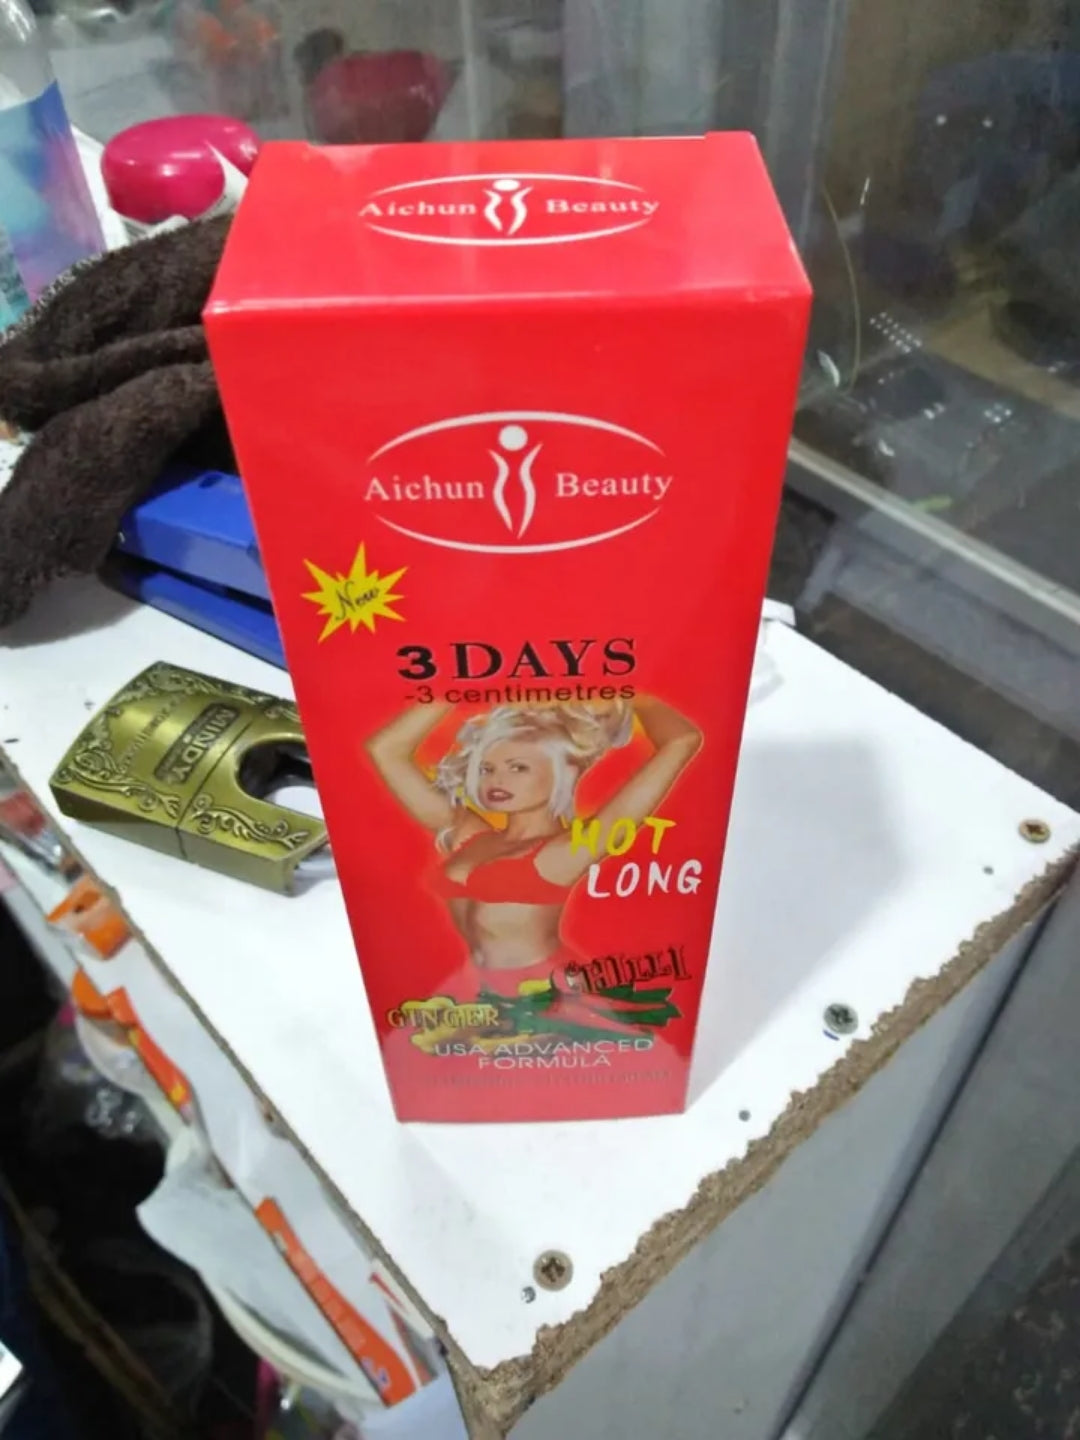 Aichun Beauty
Aichun Beauty
New
3 DAYS
-3 centimetres
HOT
LONG
CHILLI
GINGER
USA ADVANCED
FORMULA
MINDY